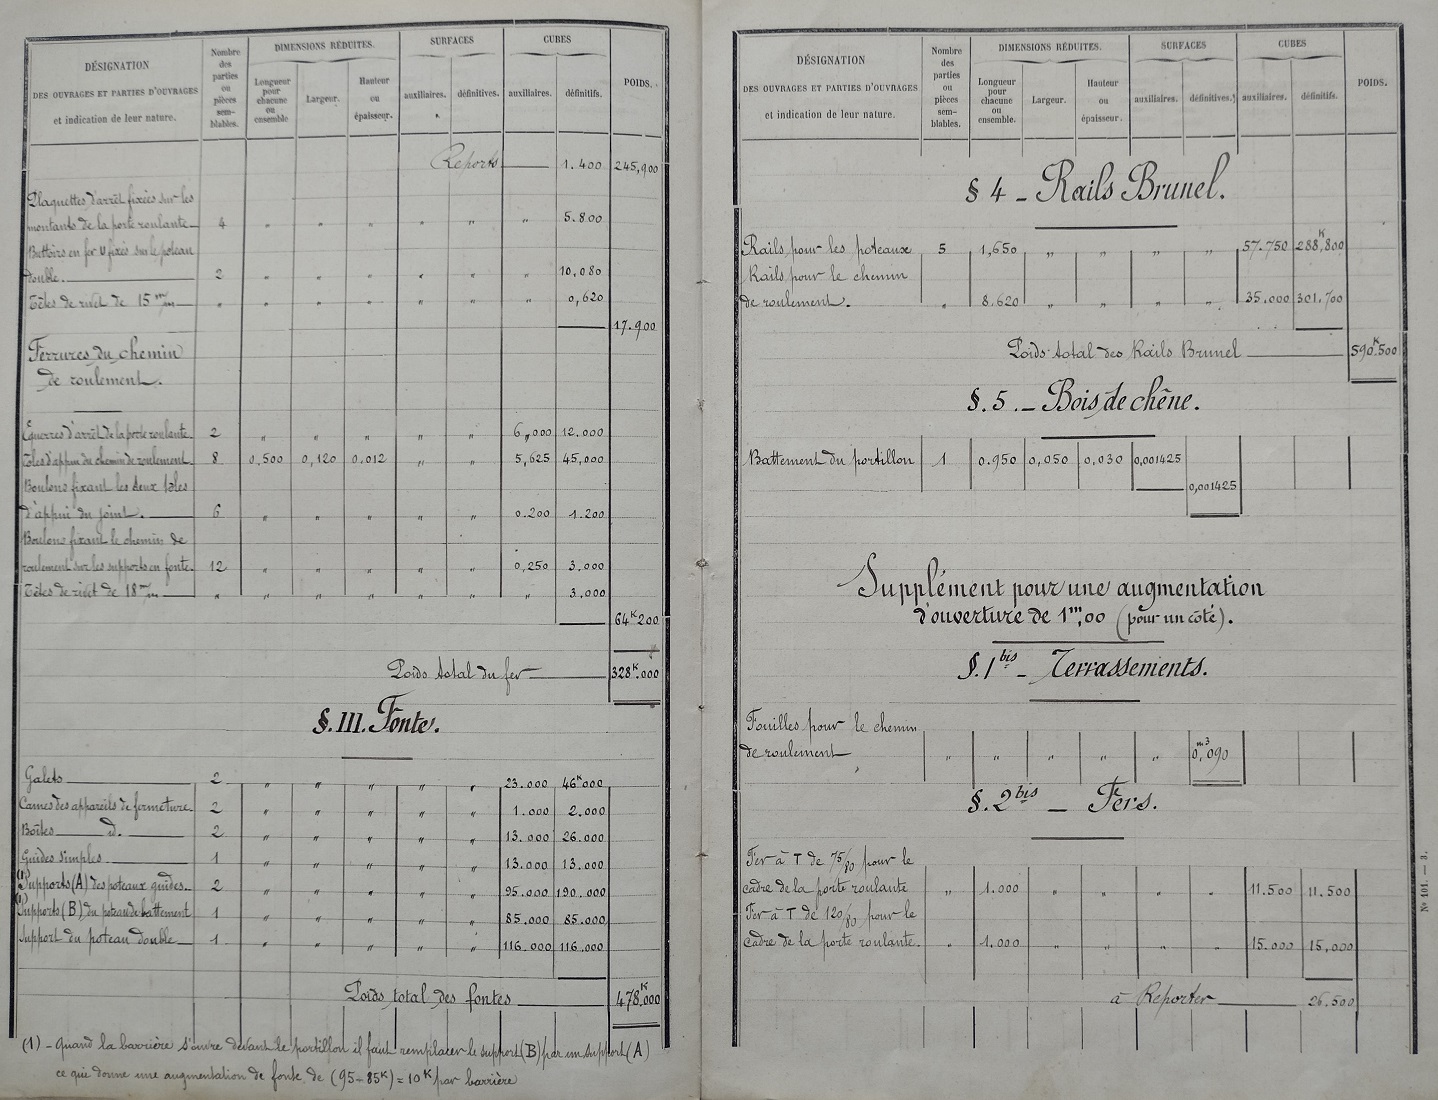 DÉSIGNATION
DES OUVRAGES ET PARTIES D'OUVRAGES
et indication de leur nature.
Nombre
des
parties
ou
pièces
sem-
blables.
DIMENSIONS RÉDUITES.
Longueur
pour
chacune
ou
ensemble
Largeur.
Hauteur
ou
épaisseur.
SURFACES
auxiliaires.
définitives.
CUBES
auxiliaires.
définitifs.
POIDS.
Reports 1.400 245,900
Plaquettes d'arrêt fixées sur les
montants de la porte roulante 4 " " " " " " 5.800
Buttoirs en fer U fixés sur le poteau
double 2 " " " " " " 10,080
Têtes de rivet de 15 m/m " " " " " " " 0,620
17.900
Ferrures du chemin
de roulement.
Equerres d'arrêt de la porte roulante. 2 " " " " " 6,000 12.000
Tôles d'appui du chemin de roulement 8 0,500 0,120 0,012 " " 5,625 45,000
Boulons fixant les deux tôles
d'appui du joint. 6 " " " " " 0.200 1.200
Boulons fixant le chemin de
roulement sur les supports en fonte. 12 " " " " " 0,250 3.000
Têtes de rivet de 18 m/m " " " " " " " 3.000
64K200
Poids total du fer 328K.000
§. III. Fonte.
Galets 2 " " " " " 23.000 46K000
Cames des appareils de fermeture. 2 " " " " " 1.000 2.000
Boîtes d. 2 " " " " " 13.000 26.000
Guides simples 1 " " " " " 13.000 13.000
(1) Supports (A) des poteaux guides. 2 " " " " " 95.000 190.000
(1) Supports (B) du poteau de battement 1 " " " " " 85.000 85.000
Support du poteau double 1 " " " " " 116.000 116.000
Poids total des fontes 478K.000
(1) - Quand la barrière s'ouvre devant le portillon il faut remplacer le support (B) par un support (A)
ce qui donne une augmentation de fonte de (95-85K) = 10K par barrière
DÉSIGNATION
DES OUVRAGES ET PARTIES D'OUVRAGES
et indication de leur nature.
Nombre
des
parties
ou
pièces
sem-
blables.
DIMENSIONS RÉDUITES.
Longueur
pour
chacune
ou
ensemble.
Largeur.
Hauteur
ou
épaisseur.
SURFACES
auxiliaires.
définitives.
CUBES
auxiliaires.
définitifs.
POIDS.
§ 4 - Rails Brunel.
Rails pour les poteaux 5 1,650 " " " " 57.750 288K,800
Rails pour le chemin
de roulement. " 8.620 " " " " 35.000 301.700
Poids total des Rails Brunel 590K.500
§. 5. - Bois de chêne.
Battement du portillon 1 0.950 0,050 0,030 0,001425
0,001425
Supplément pour une augmentation
d'ouverture de 1m,00 (pour un côté).
§. 1bis - Terrassements.
Fouilles pour le chemin
de roulement " " " " " 0,m3090
§. 2bis - Fers.
Fer à T de 75/80 pour le
cadre de la porte roulante " 1.000 " " " " 11.500 11.500
Fer à T de 120/80 pour le
cadre de la porte roulante. " 1.000 " " " " 15.000 15,000
à Reporter 26.500
N° 101. — 3.